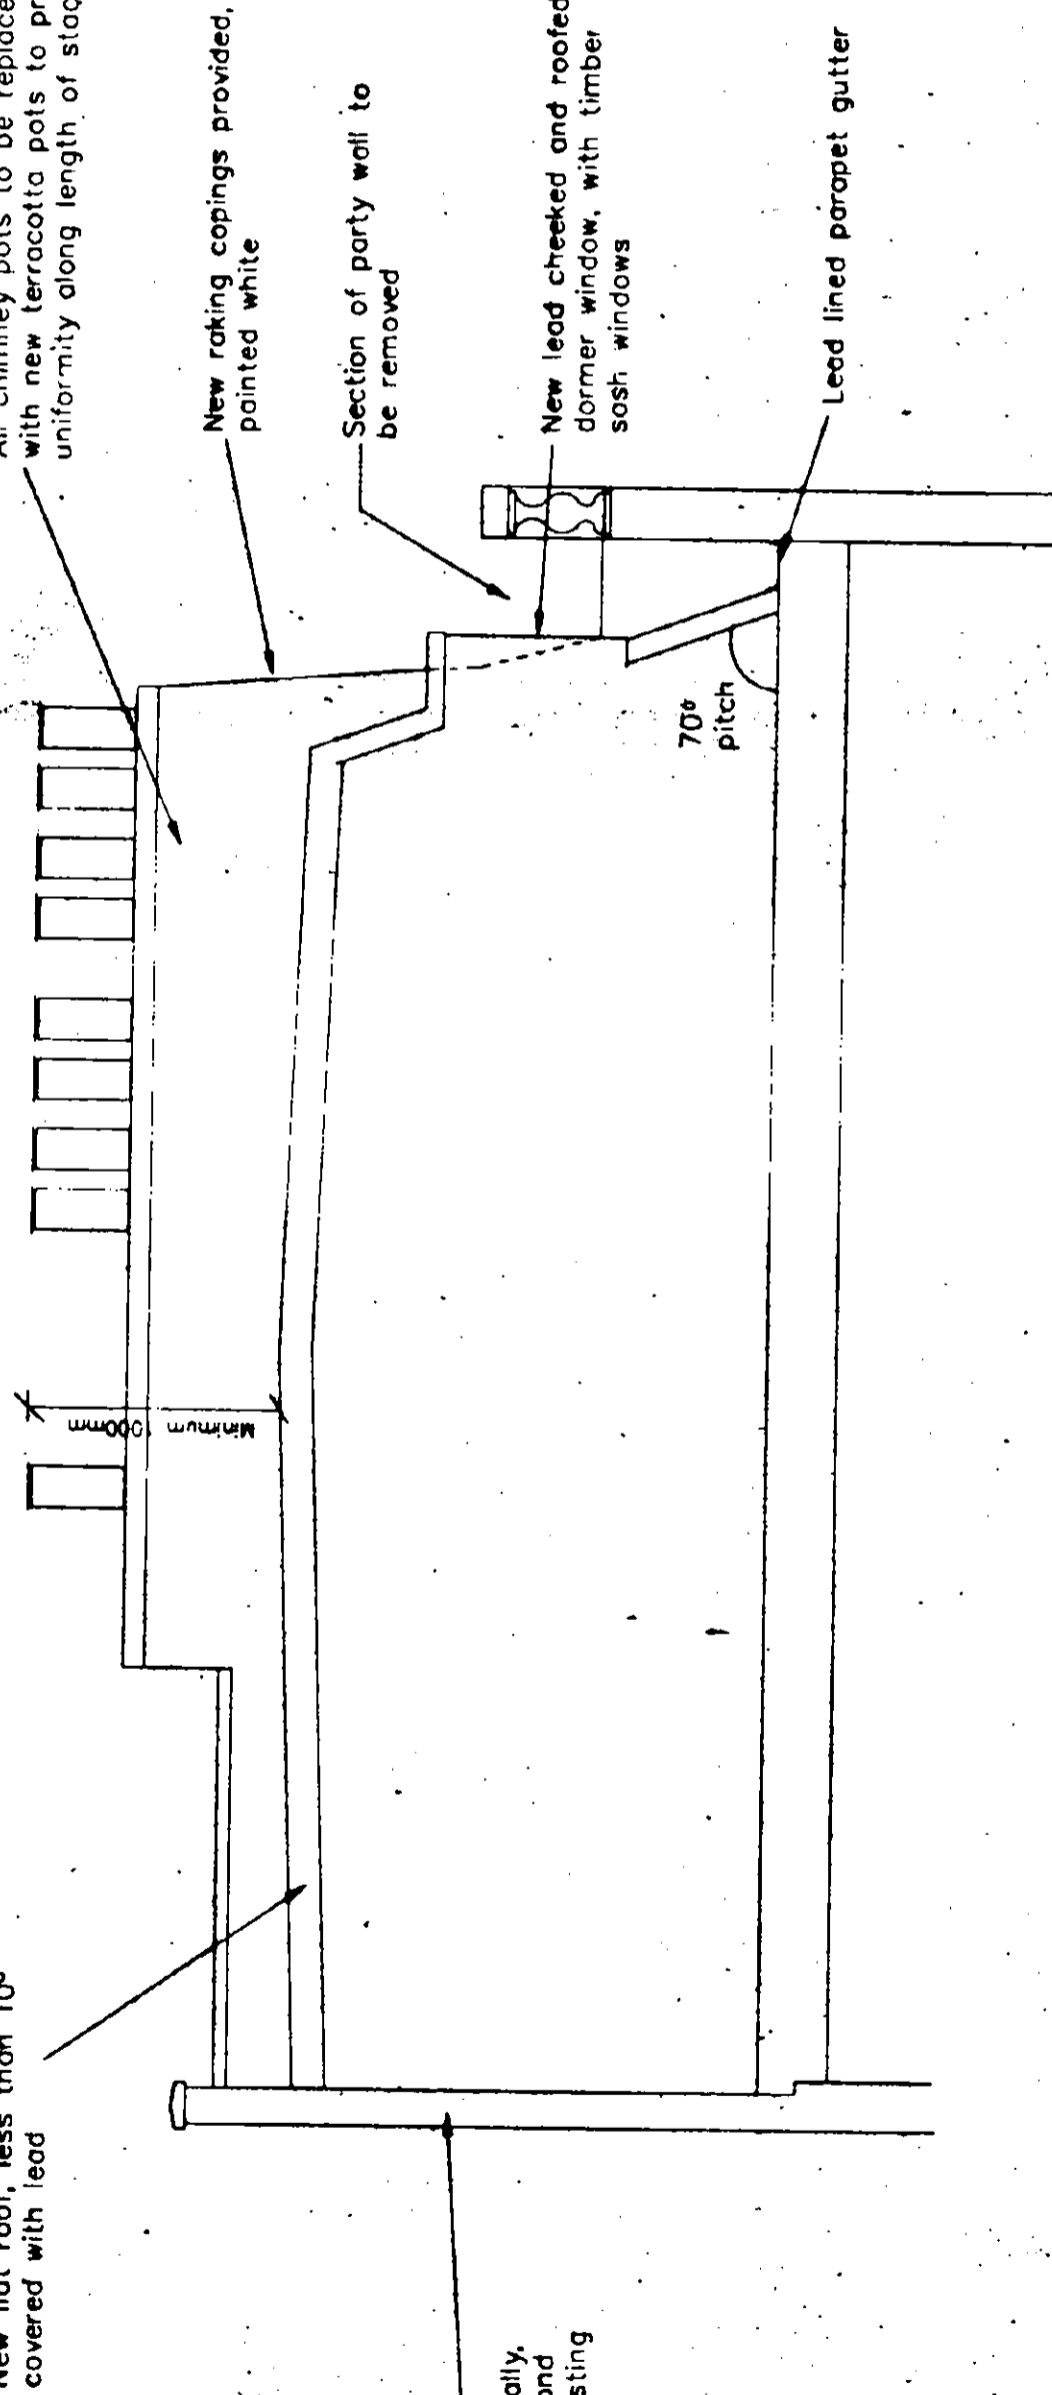 All chimney pots to be replace
with new terracotta pots to pr
uniformity along length of stac
New raking copings provided,
painted white
Section of party wall to
be removed
New lead cheeked and roofed
dormer window, with timber
sash windows
Lead lined parapet gutter
70°
pitch
Minimum 1000mm
New flat roof, less than 10°
covered with lead
ally,
ond
sting